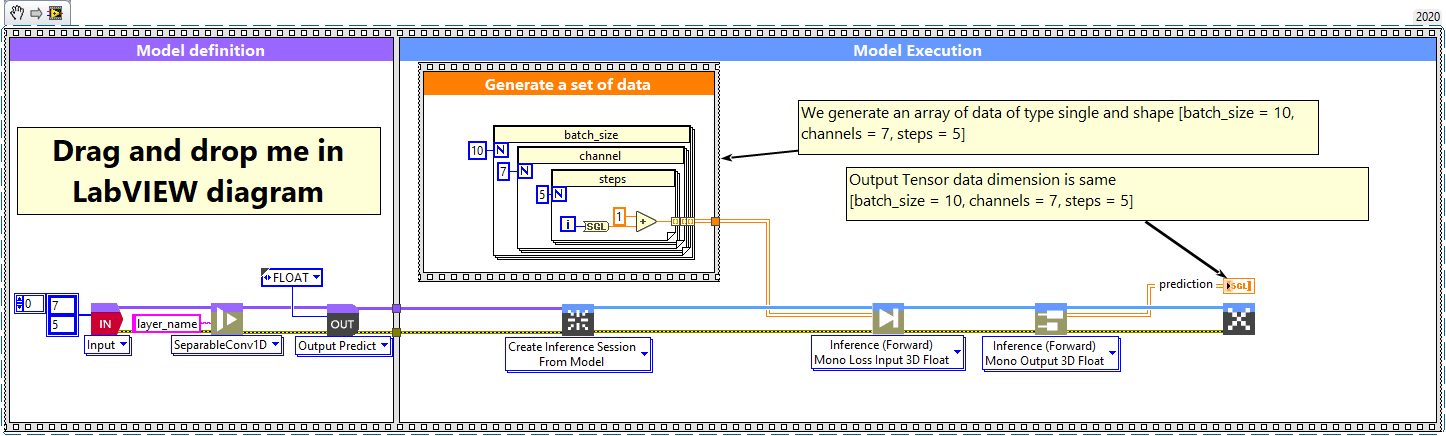 2020
Model definition
Model Execution
Drag and drop me in
LabVIEW diagram
Generate a set of data
batch_size
10
N
channel
7
N
steps
5
N
i
SGL
1
+
We generate an array of data of type single and shape [batch_size = 10,
channels = 7, steps = 5]
Output Tensor data dimension is same
[batch_size = 10, channels = 7, steps = 5]
FLOAT
0
7
5
IN
Input
layer_name
SeparableConv1D
OUT
Output Predict
Create Inference Session
From Model
Inference (Forward)
Mono Loss Input 3D Float
Inference (Forward)
Mono Output 3D Float
prediction
SGL